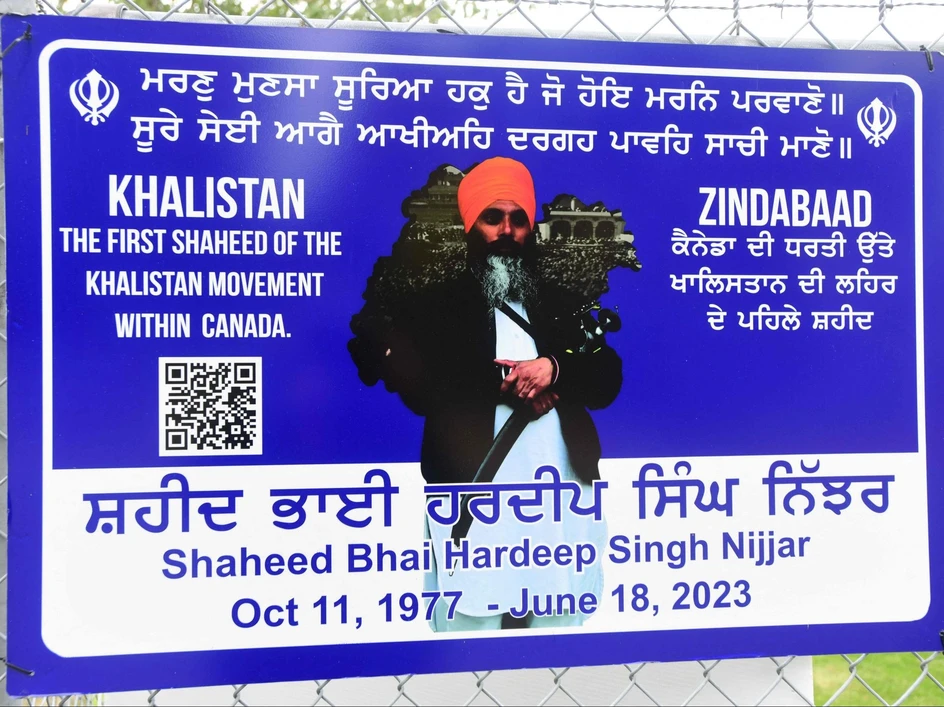 ਮਰਣੁ ਮੁਣਸਾ ਸੂਰਿਆ ਹਕੁ ਹੈ ਜੋ ਹੋਇ ਮਰਨਿ ਪਰਵਾਣੋ॥
ਸੂਰੇ ਸੇਈ ਆਗੈ ਆਖੀਅਹਿ ਦਰਗਹ ਪਾਵਹਿ ਸਾਚੀ ਮਾਣੋ॥
KHALISTAN
THE FIRST SHAHEED OF THE
KHALISTAN MOVEMENT
WITHIN CANADA.
ZINDABAAD
ਕੈਨੇਡਾ ਦੀ ਧਰਤੀ ਉੱਤੇ
ਖਾਲਿਸਤਾਨ ਦੀ ਲਹਿਰ
ਦੇ ਪਹਿਲੇ ਸ਼ਹੀਦ
ਸ਼ਹੀਦ ਭਾਈ ਹਰਦੀਪ ਸਿੰਘ ਨਿੱਝਰ
Shaheed Bhai Hardeep Singh Nijjar
Oct 11, 1977 - June 18, 2023